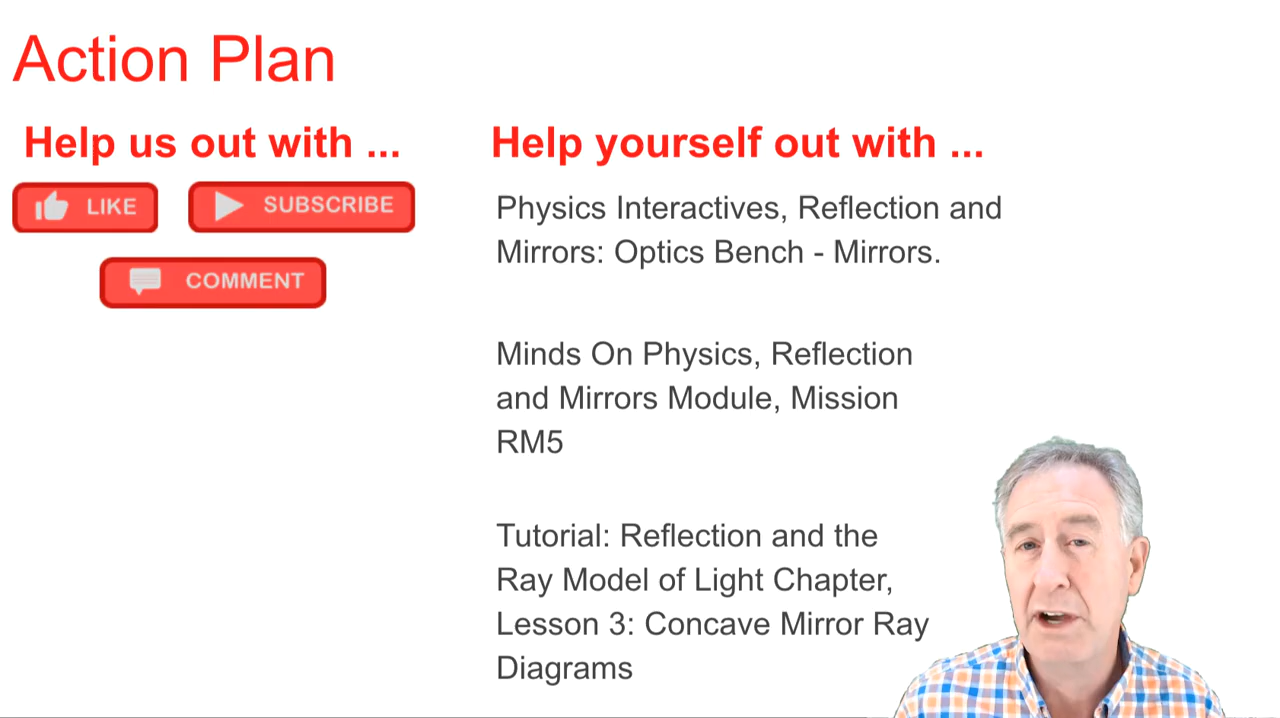 Action Plan
Help us out with ...
LIKE
SUBSCRIBE
COMMENT
Help yourself out with ...
Physics Interactives, Reflection and
Mirrors: Optics Bench - Mirrors.
Minds On Physics, Reflection
and Mirrors Module, Mission
RM5
Tutorial: Reflection and the
Ray Model of Light Chapter,
Lesson 3: Concave Mirror Ray
Diagrams